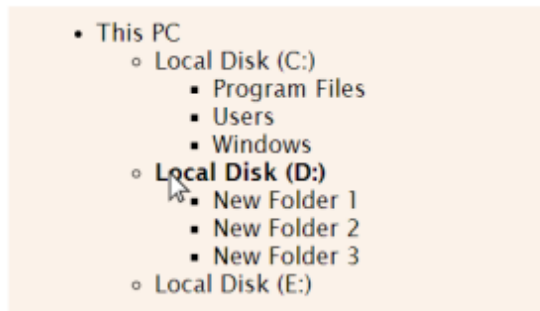 This PC
Local Disk (C:)
Program Files
Users
Windows
Local Disk (D:)
New Folder 1
New Folder 2
New Folder 3
Local Disk (E:)